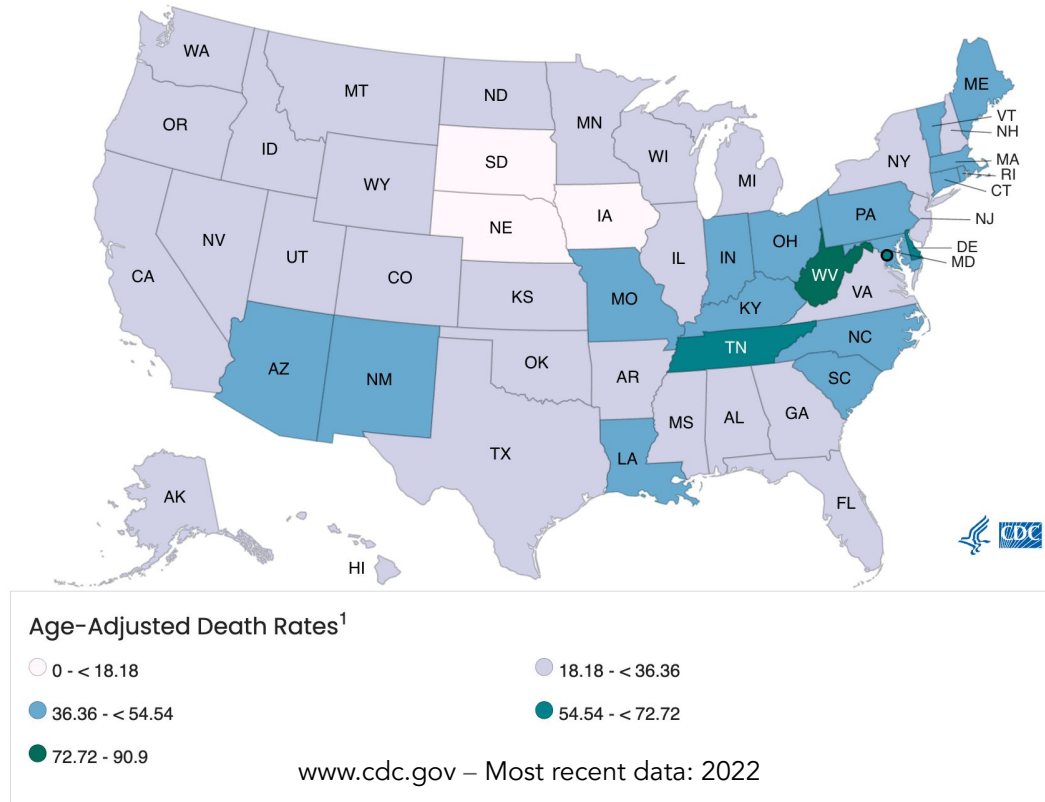 WA
MT
ND
MN
ME
VT
NH
OR
ID
SD
WI
MI
NY
MA
RI
CT
WY
NE
IA
PA
NJ
NV
UT
CO
IL
IN
OH
DE
MD
CA
KS
MO
WV
VA
KY
AZ
NM
OK
AR
TN
NC
SC
TX
MS
AL
GA
LA
FL
AK
HI
CDC
Age-Adjusted Death Rates¹
0 - < 18.18
18.18 - < 36.36
36.36 - < 54.54
54.54 - < 72.72
72.72 - 90.9
www.cdc.gov – Most recent data: 2022